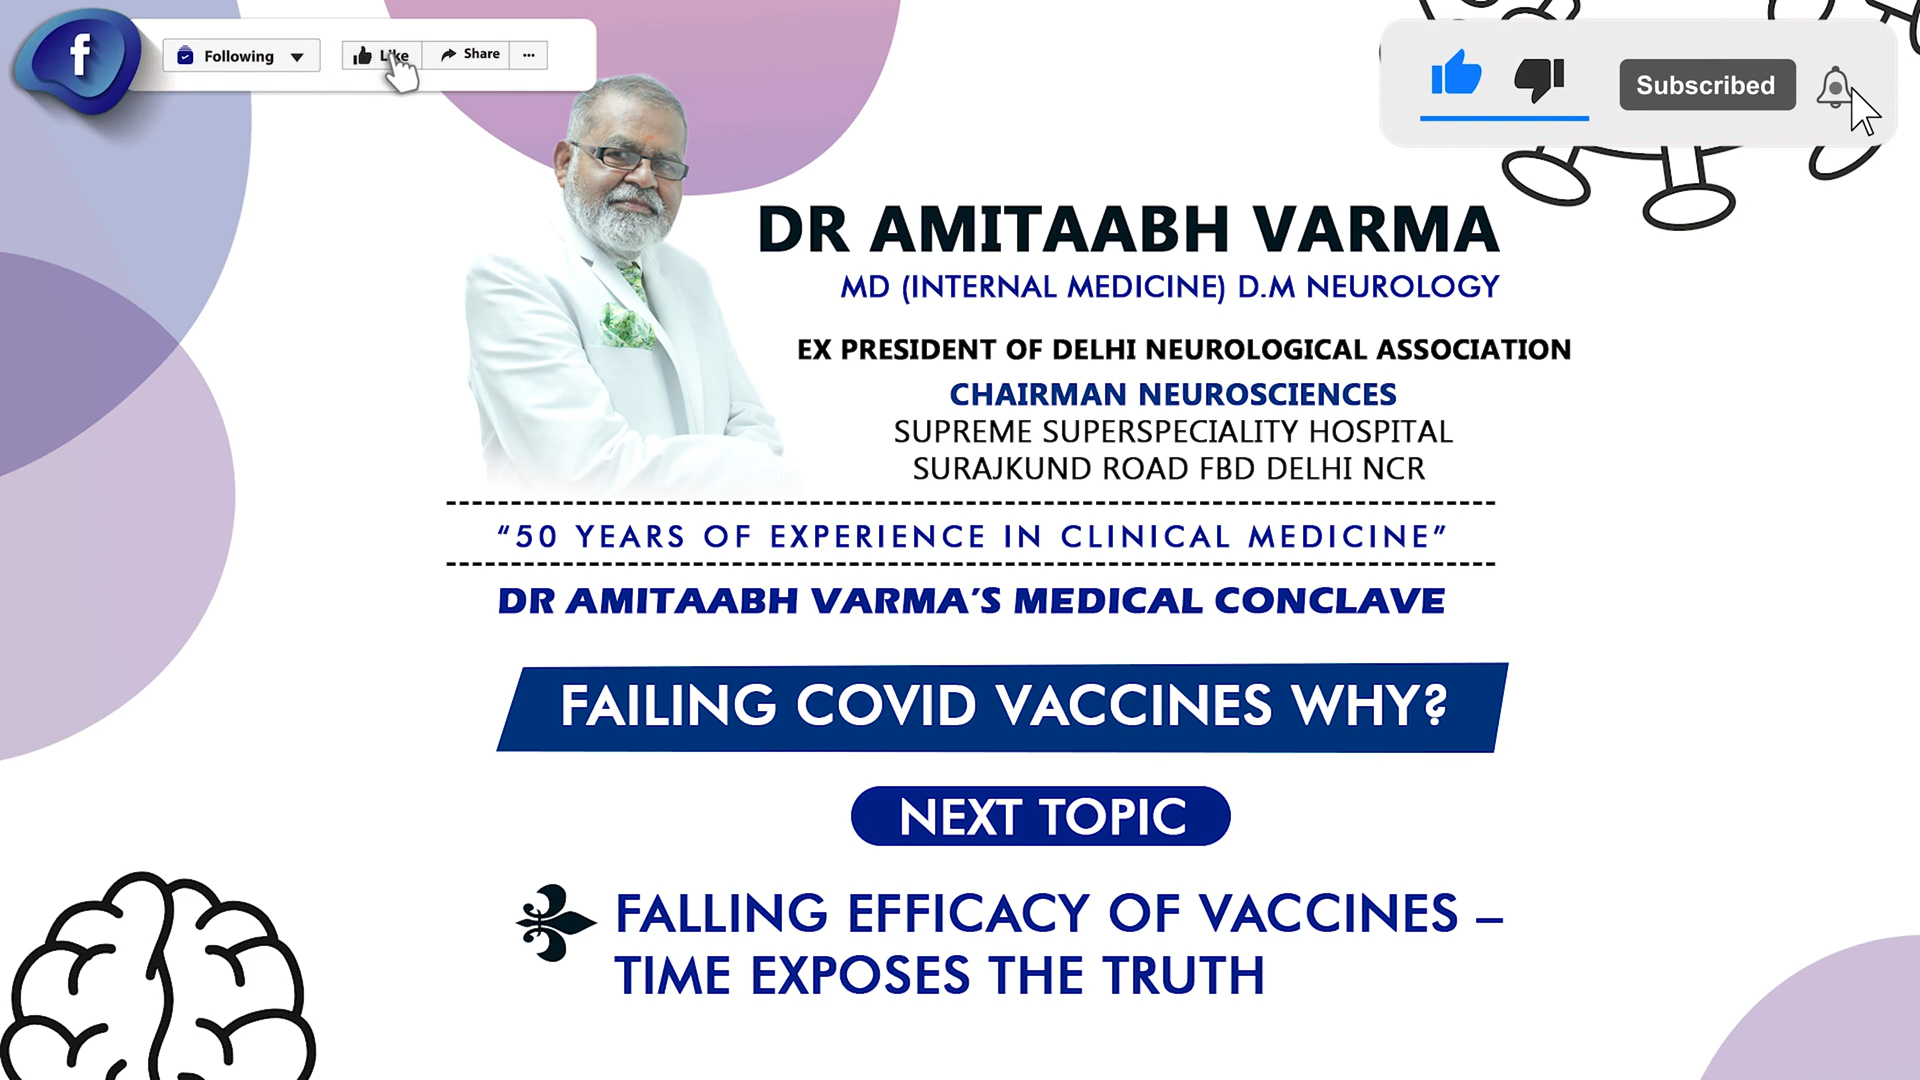 f
Following
Like
Share
...
Subscribed
DR AMITAABH VARMA
MD (INTERNAL MEDICINE) D.M NEUROLOGY
EX PRESIDENT OF DELHI NEUROLOGICAL ASSOCIATION
CHAIRMAN NEUROSCIENCES
SUPREME SUPERSPECIALITY HOSPITAL
SURAJKUND ROAD FBD DELHI NCR
“50 YEARS OF EXPERIENCE IN CLINICAL MEDICINE”
DR AMITAABH VARMA’S MEDICAL CONCLAVE
FAILING COVID VACCINES WHY?
NEXT TOPIC
FALLING EFFICACY OF VACCINES –
TIME EXPOSES THE TRUTH